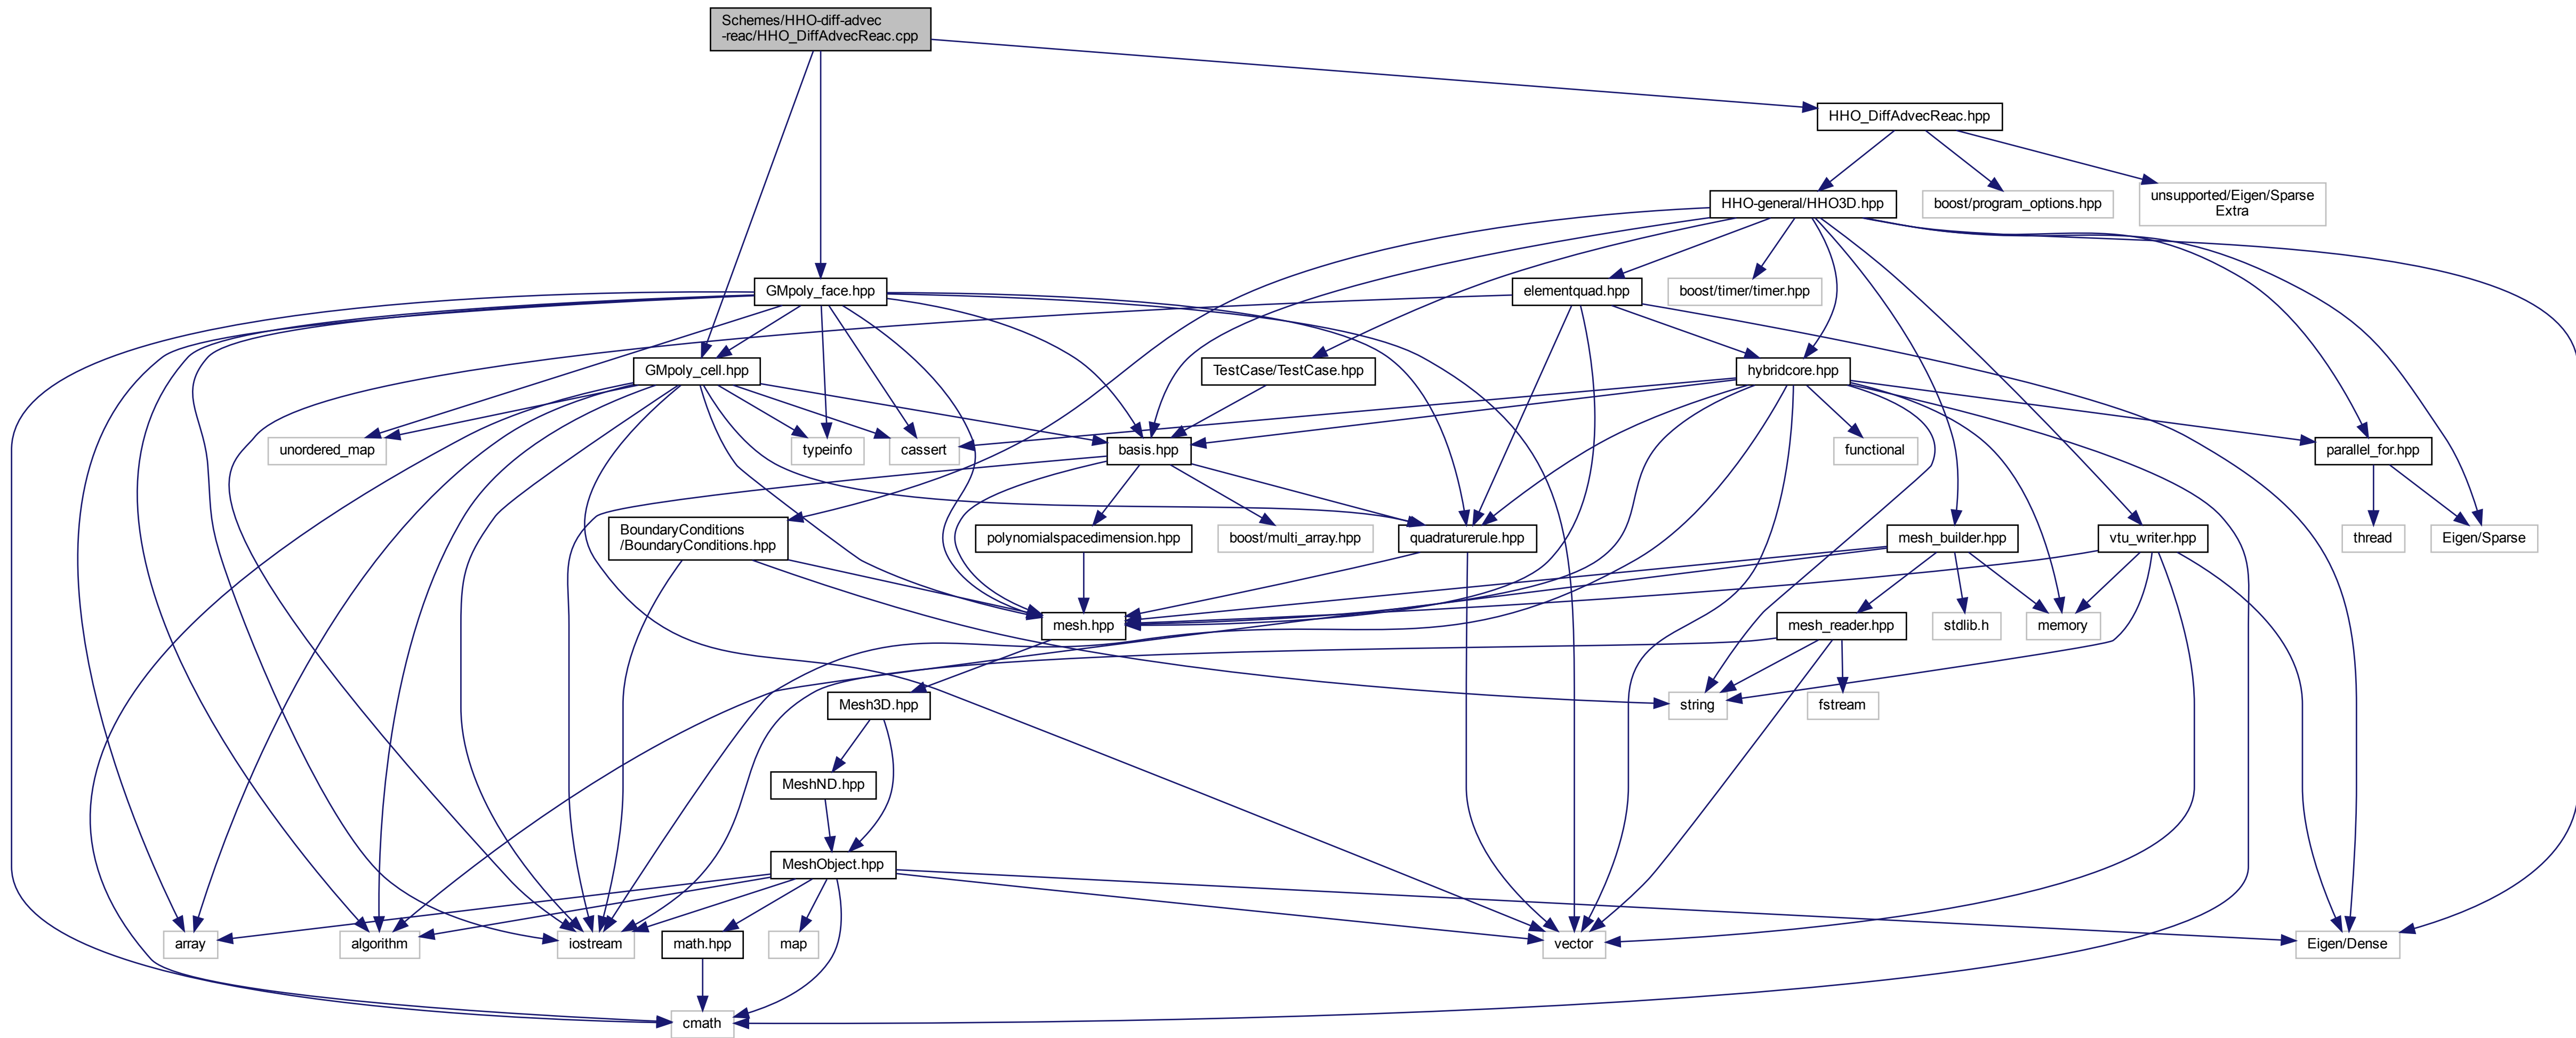 Schemes/HHO-diff-advec
-reac/HHO_DiffAdvecReac.cpp
HHO_DiffAdvecReac.hpp
HHO-general/HHO3D.hpp
boost/program_options.hpp
unsupported/Eigen/Sparse
Extra
GMpoly_face.hpp
elementquad.hpp
boost/timer/timer.hpp
GMpoly_cell.hpp
TestCase/TestCase.hpp
hybridcore.hpp
unordered_map
typeinfo
cassert
basis.hpp
functional
parallel_for.hpp
BoundaryConditions
/BoundaryConditions.hpp
polynomialspacedimension.hpp
boost/multi_array.hpp
quadraturerule.hpp
mesh_builder.hpp
vtu_writer.hpp
thread
Eigen/Sparse
mesh.hpp
mesh_reader.hpp
stdlib.h
memory
Mesh3D.hpp
string
fstream
MeshND.hpp
MeshObject.hpp
array
algorithm
iostream
math.hpp
map
vector
Eigen/Dense
cmath